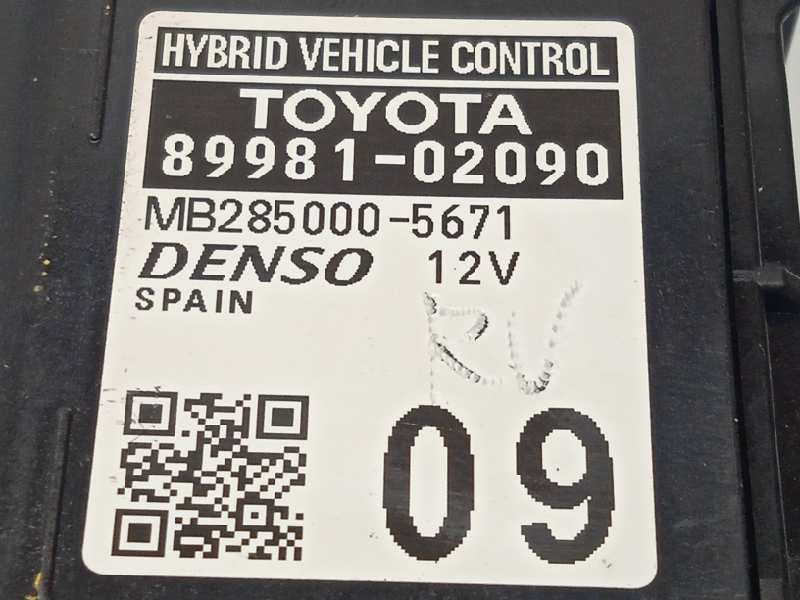 HYBRID VEHICLE CONTROL
TOYOTA
89981-02090
MB285000-5671
DENSO 12V
SPAIN
RV
09